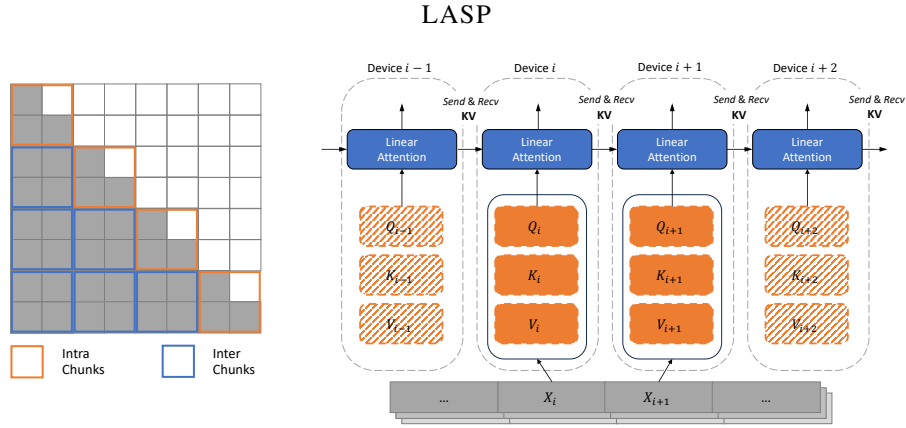 LASP
Device i − 1
Device i
Device i + 1
Device i + 2
Send & Recv
KV
Send & Recv
KV
Send & Recv
KV
Send & Recv
KV
Linear
Attention
Linear
Attention
Linear
Attention
Linear
Attention
Q_{i−1}
Q_i
Q_{i+1}
Q_{i+2}
K_{i−1}
K_i
K_{i+1}
K_{i+2}
V_{i−1}
V_i
V_{i+1}
V_{i+2}
Intra
Chunks
Inter
Chunks
...
X_i
X_{i+1}
...